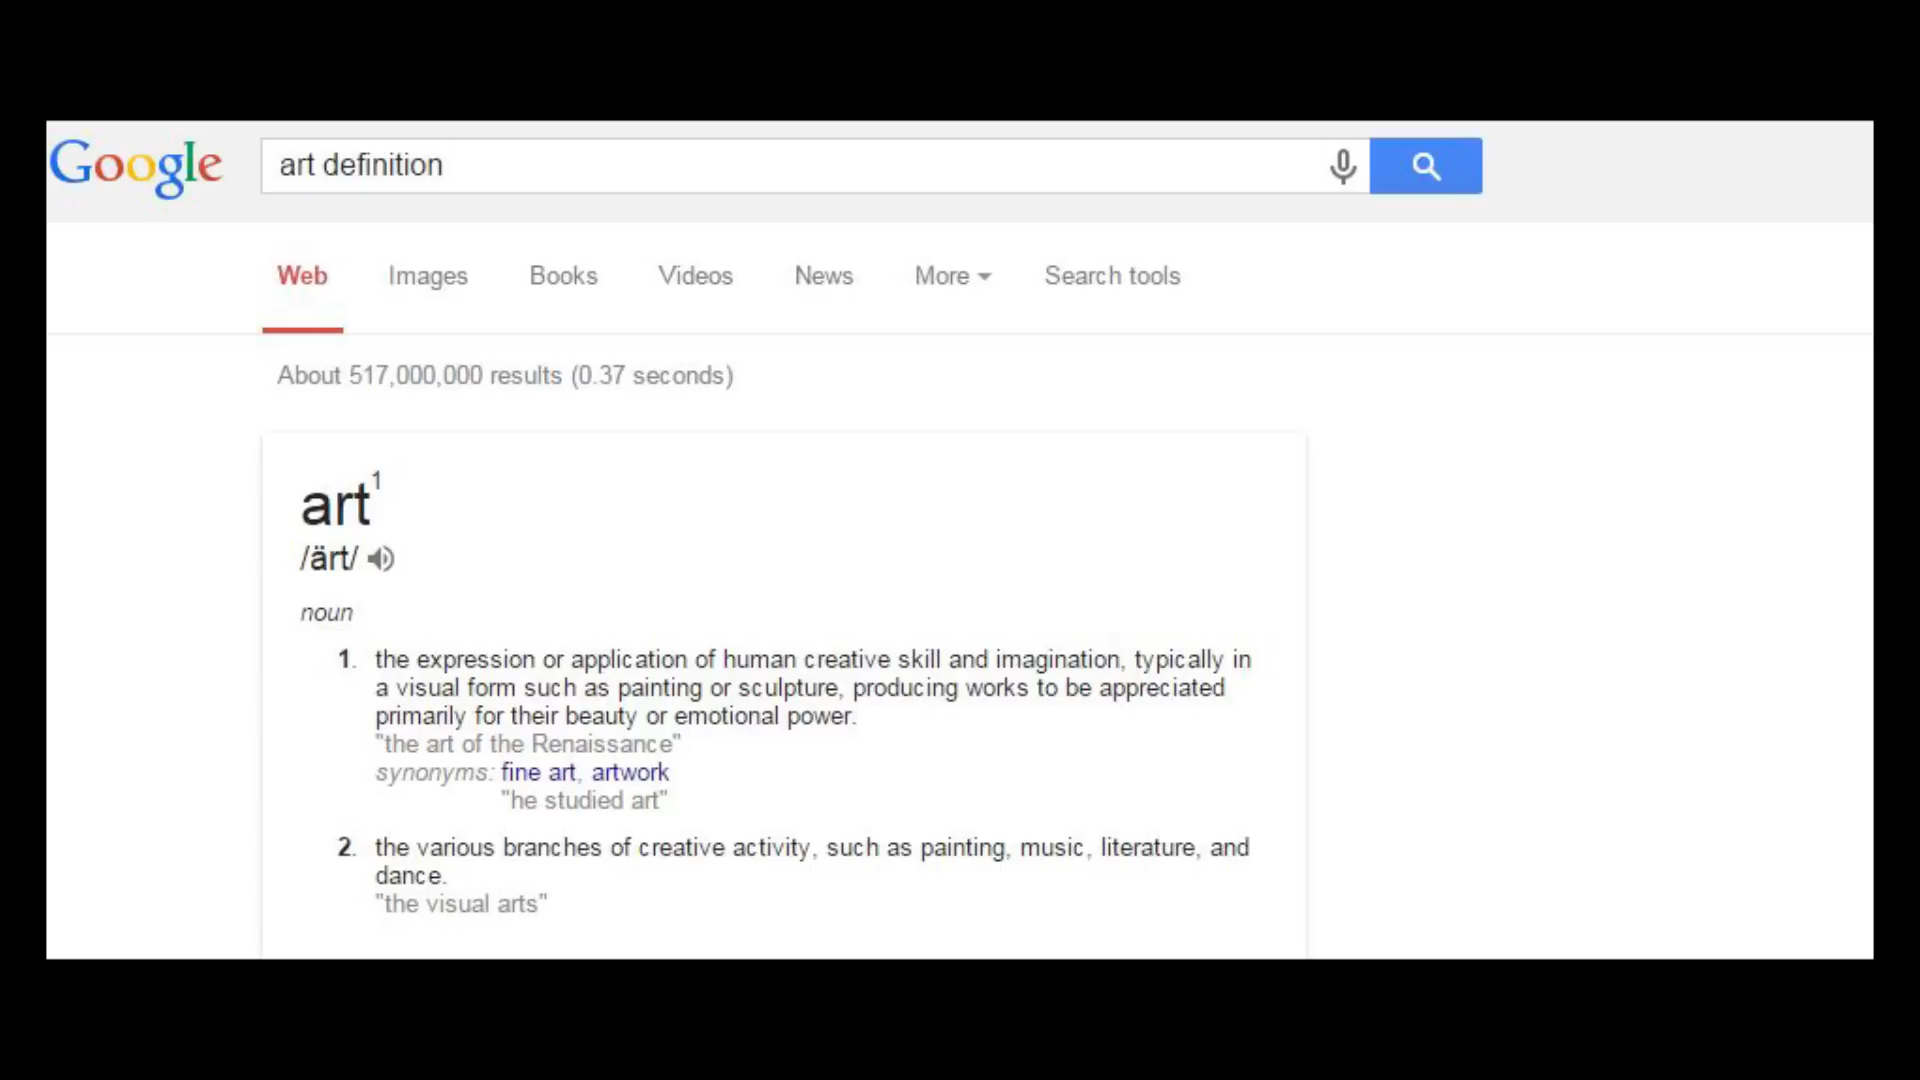 Google art definition
Web Images Books Videos News More Search tools
About 517,000,000 results (0.37 seconds)
art1
/ärt/
noun
1. the expression or application of human creative skill and imagination, typically in
a visual form such as painting or sculpture, producing works to be appreciated
primarily for their beauty or emotional power.
"the art of the Renaissance"
synonyms: fine art, artwork
"he studied art"
2. the various branches of creative activity, such as painting, music, literature, and
dance.
"the visual arts"